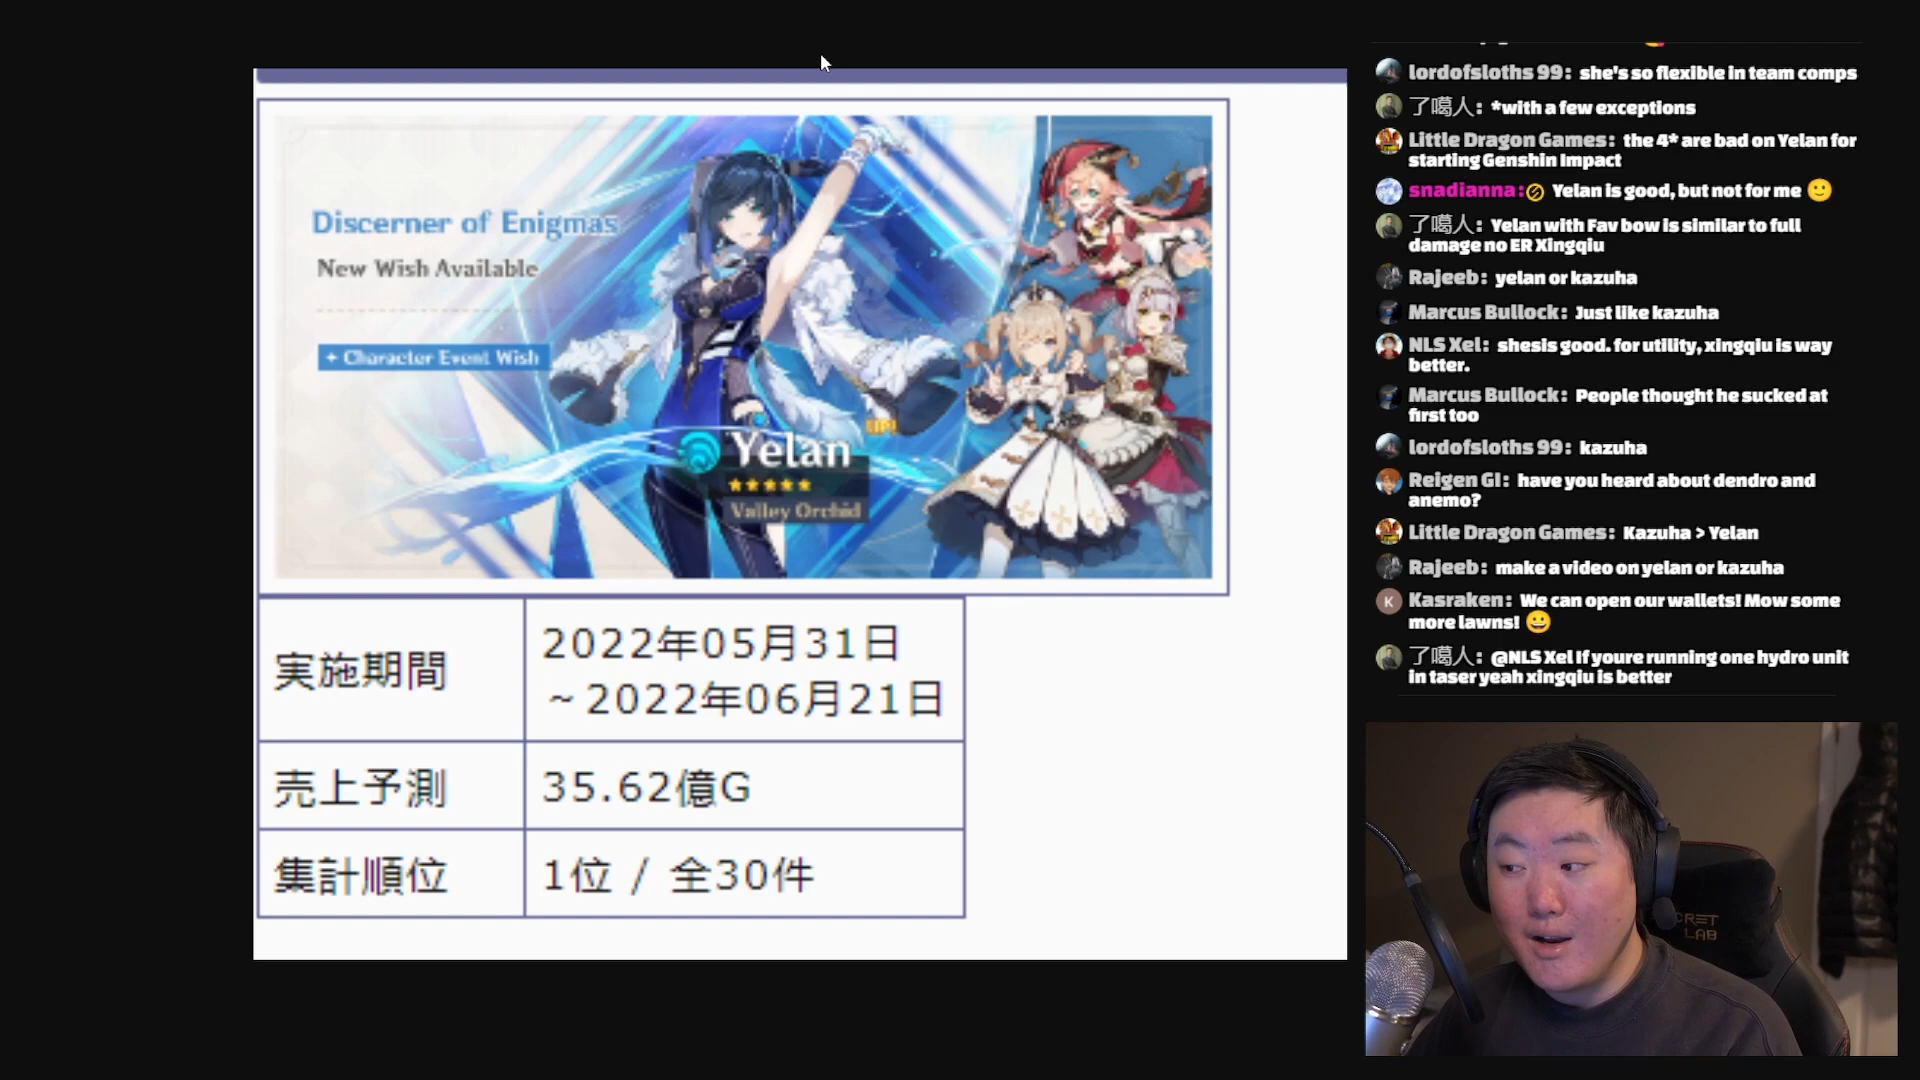 Discerner of Enigmas
New Wish Available
+ Character Event Wish
UP!
Yelan
Valley Orchid
実施期間
2022年05月31日
~2022年06月21日
売上予測
35.62億G
集計順位
1位 / 全30件
lordofsloths 99: she's so flexible in team comps
了噶人: *with a few exceptions
Little Dragon Games: the 4* are bad on Yelan for
starting Genshin Impact
snadianna: Yelan is good, but not for me 🙂
了噶人: Yelan with Fav bow is similar to full
damage no ER Xingqiu
Rajeeb: yelan or kazuha
Marcus Bullock: Just like kazuha
NLS Xel: shesis good. for utility, xingqiu is way
better.
Marcus Bullock: People thought he sucked at
first too
lordofsloths 99: kazuha
Reigen GI: have you heard about dendro and
anemo?
Little Dragon Games: Kazuha > Yelan
Rajeeb: make a video on yelan or kazuha
K
Kasraken: We can open our wallets! Mow some
more lawns! 😀
了噶人: @NLS Xel If youre running one hydro unit
in taser yeah xingqiu is better
CRET
LAB